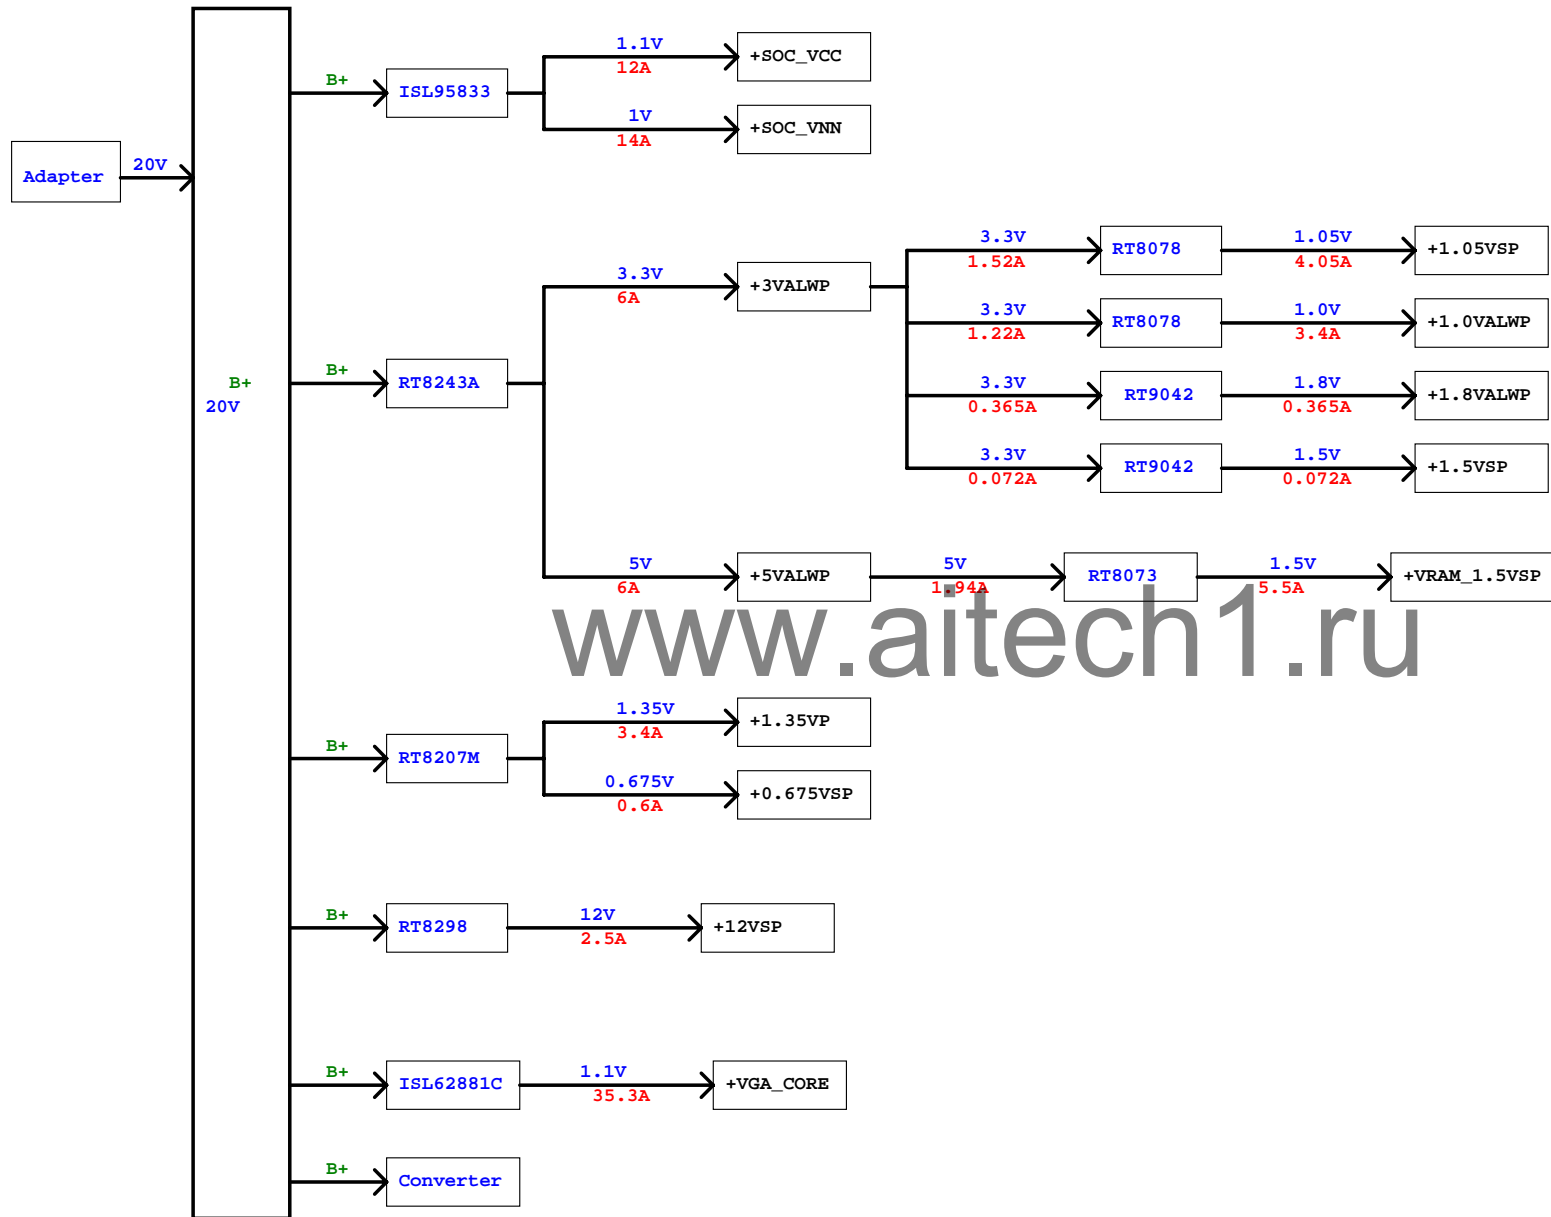 Adapter
20V
B+
20V
B+
ISL95833
1.1V
12A
+SOC_VCC
1V
14A
+SOC_VNN
B+
RT8243A
3.3V
6A
+3VALWP
3.3V
1.52A
RT8078
1.05V
4.05A
+1.05VSP
3.3V
1.22A
RT8078
1.0V
3.4A
+1.0VALWP
3.3V
0.365A
RT9042
1.8V
0.365A
+1.8VALWP
3.3V
0.072A
RT9042
1.5V
0.072A
+1.5VSP
5V
6A
+5VALWP
5V
1.94A
RT8073
1.5V
5.5A
+VRAM_1.5VSP
www.aitech1.ru
B+
RT8207M
1.35V
3.4A
+1.35VP
0.675V
0.6A
+0.675VSP
B+
RT8298
12V
2.5A
+12VSP
B+
ISL62881C
1.1V
35.3A
+VGA_CORE
B+
Converter